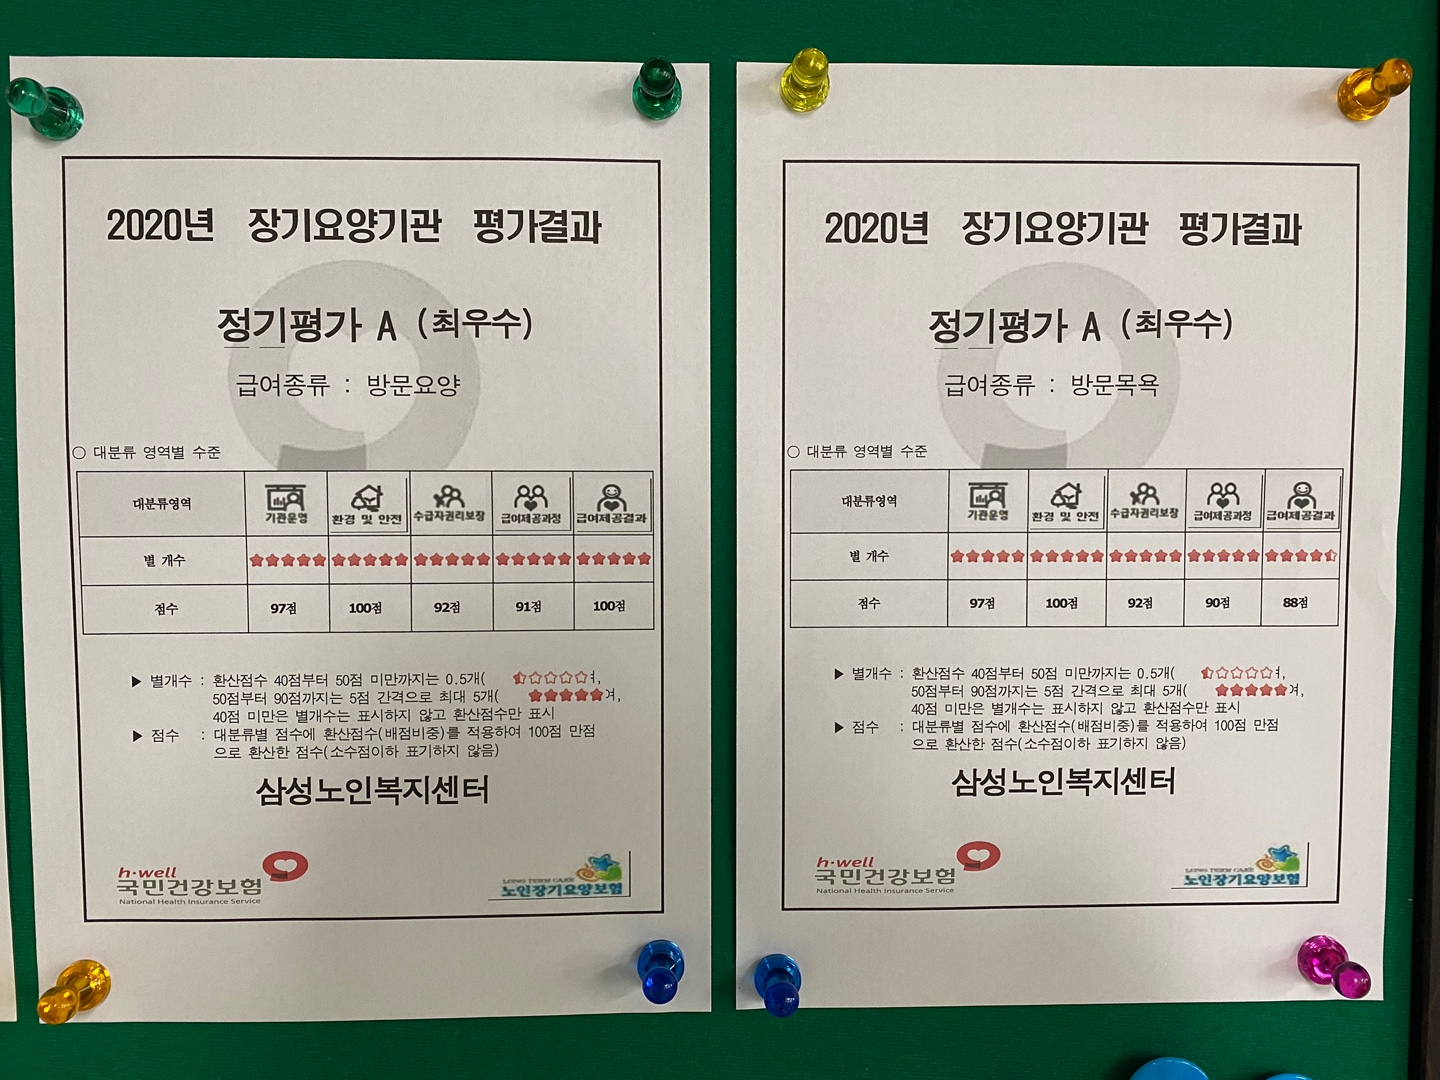 2020년 장기요양기관 평가결과
정기평가 A (최우수)
급여종류 : 방문요양
○ 대분류 영역별 수준
대분류영역 기관운영 환경 및 안전 수급자권리보장 급여제공과정 급여제공결과
별 개수 ★★★★★ ★★★★★ ★★★★★ ★★★★★ ★★★★★
점수 97점 100점 92점 91점 100점
▶ 별개수 : 환산점수 40점부터 50점 미만까지는 0.5개( ,
50점부터 90점까지는 5점 간격으로 최대 5개( ★★★★★ 며,
40점 미만은 별개수는 표시하지 않고 환산점수만 표시
▶ 점수 : 대분류별 점수에 환산점수(배점비중)를 적용하여 100점 만점
으로 환산한 점수(소수점이하 표기하지 않음)
삼성노인복지센터
h·well
국민건강보험
National Health Insurance Service
LONG TERM CARE
노인장기요양보험
2020년 장기요양기관 평가결과
정기평가 A (최우수)
급여종류 : 방문목욕
○ 대분류 영역별 수준
대분류영역 기관운영 환경 및 안전 수급자권리보장 급여제공과정 급여제공결과
별 개수 ★★★★★ ★★★★★ ★★★★★ ★★★★★
점수 97점 100점 92점 90점 88점
▶ 별개수 : 환산점수 40점부터 50점 미만까지는 0.5개( ,
50점부터 90점까지는 5점 간격으로 최대 5개( ★★★★★ 며,
40점 미만은 별개수는 표시하지 않고 환산점수만 표시
▶ 점수 : 대분류별 점수에 환산점수(배점비중)를 적용하여 100점 만점
으로 환산한 점수(소수점이하 표기하지 않음)
삼성노인복지센터
h·well
국민건강보험
National Health Insurance Service
LONG TERM CARE
노인장기요양보험